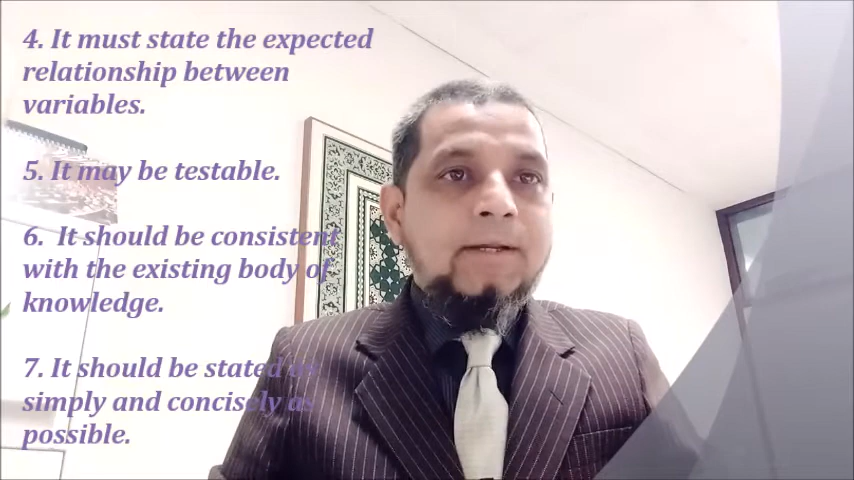 4. It must state the expected
relationship between
variables.
5. It may be testable.
6. It should be consistent
with the existing body of
knowledge.
7. It should be stated as
simply and concisely as
possible.